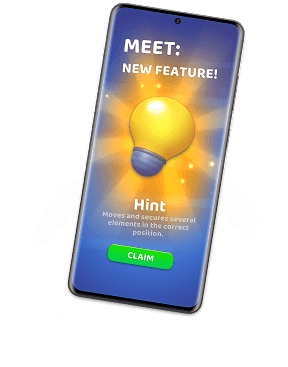 MEET:
NEW FEATURE!
Hint
Moves and secures several
elements in the correct
position.
CLAIM